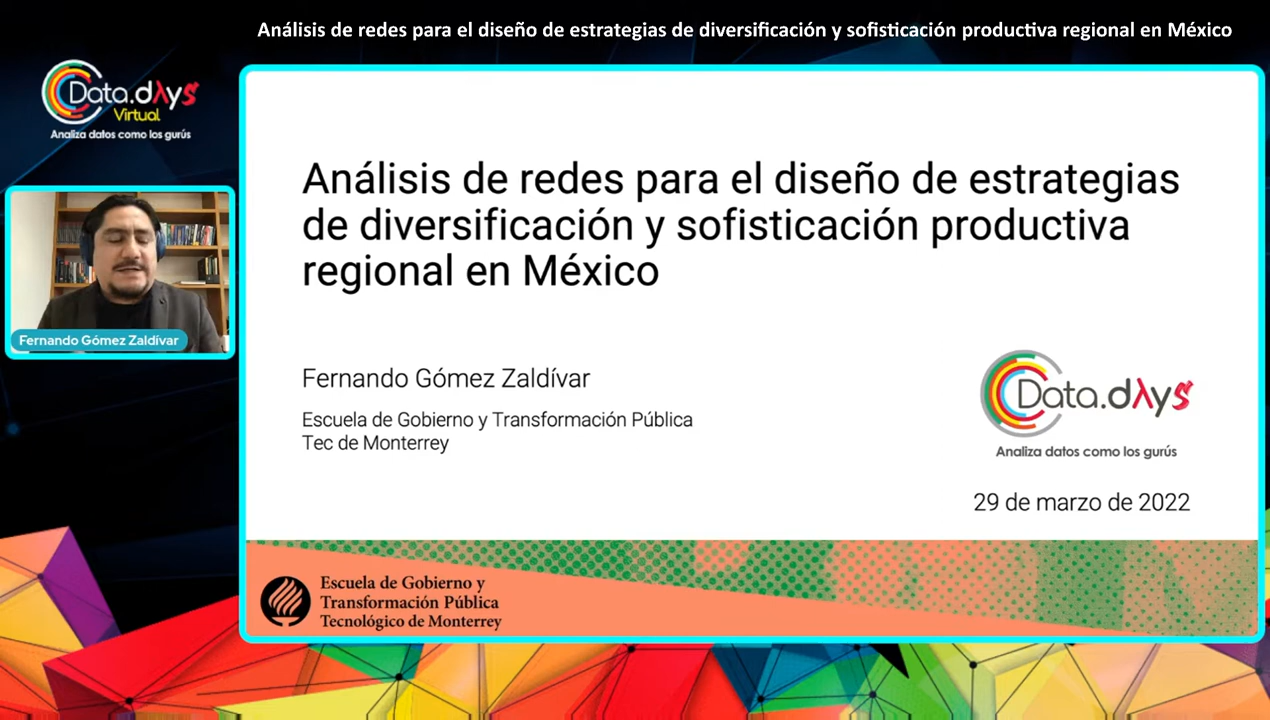 Análisis de redes para el diseño de estrategias de diversificación y sofisticación productiva regional en México
Data.dλys
Virtual
Analiza datos como los gurús
Fernando Gómez Zaldívar
Análisis de redes para el diseño de estrategias
de diversificación y sofisticación productiva
regional en México
Fernando Gómez Zaldívar
Escuela de Gobierno y Transformación Pública
Tec de Monterrey
Data.dλys
Analiza datos como los gurús
29 de marzo de 2022
Escuela de Gobierno y
Transformación Pública
Tecnológico de Monterrey